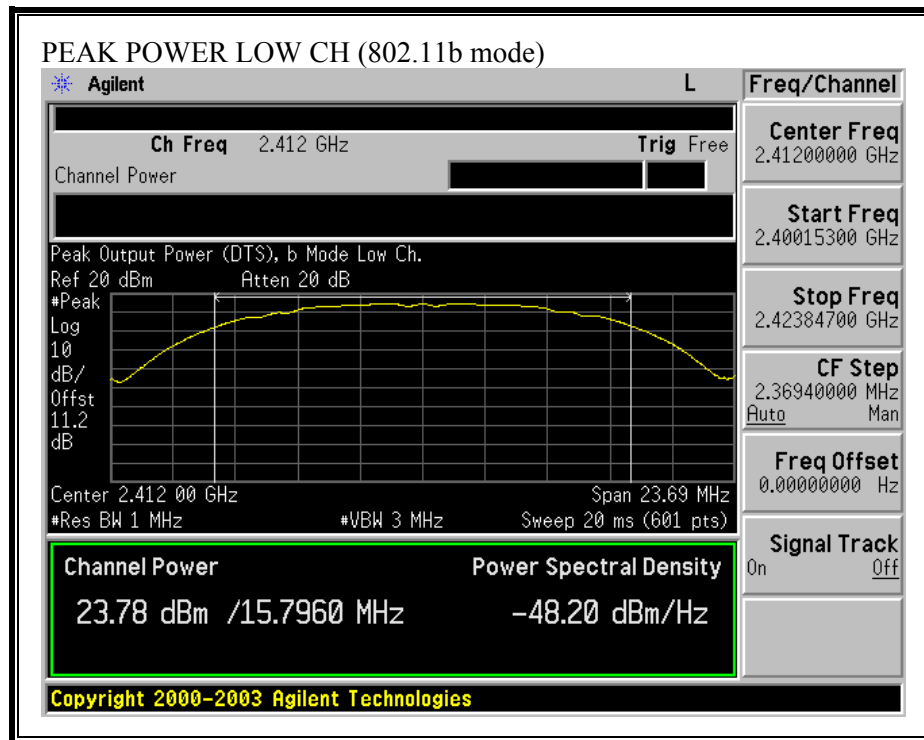 PEAK POWER LOW CH (802.11b mode)
Agilent L Freq/Channel
Ch Freq 2.412 GHz Trig Free
Channel Power
Center Freq
2.41200000 GHz
Start Freq
2.40015300 GHz
Peak Output Power (DTS), b Mode Low Ch.
Ref 20 dBm Atten 20 dB
#Peak
Log
10
dB/
Offst
11.2
dB
Stop Freq
2.42384700 GHz
CF Step
2.36940000 MHz
Auto Man
Freq Offset
0.00000000 Hz
Center 2.412 00 GHz Span 23.69 MHz
#Res BW 1 MHz #VBW 3 MHz Sweep 20 ms (601 pts)
Signal Track
On Off
Channel Power Power Spectral Density
23.78 dBm /15.7960 MHz -48.20 dBm/Hz
Copyright 2000-2003 Agilent Technologies